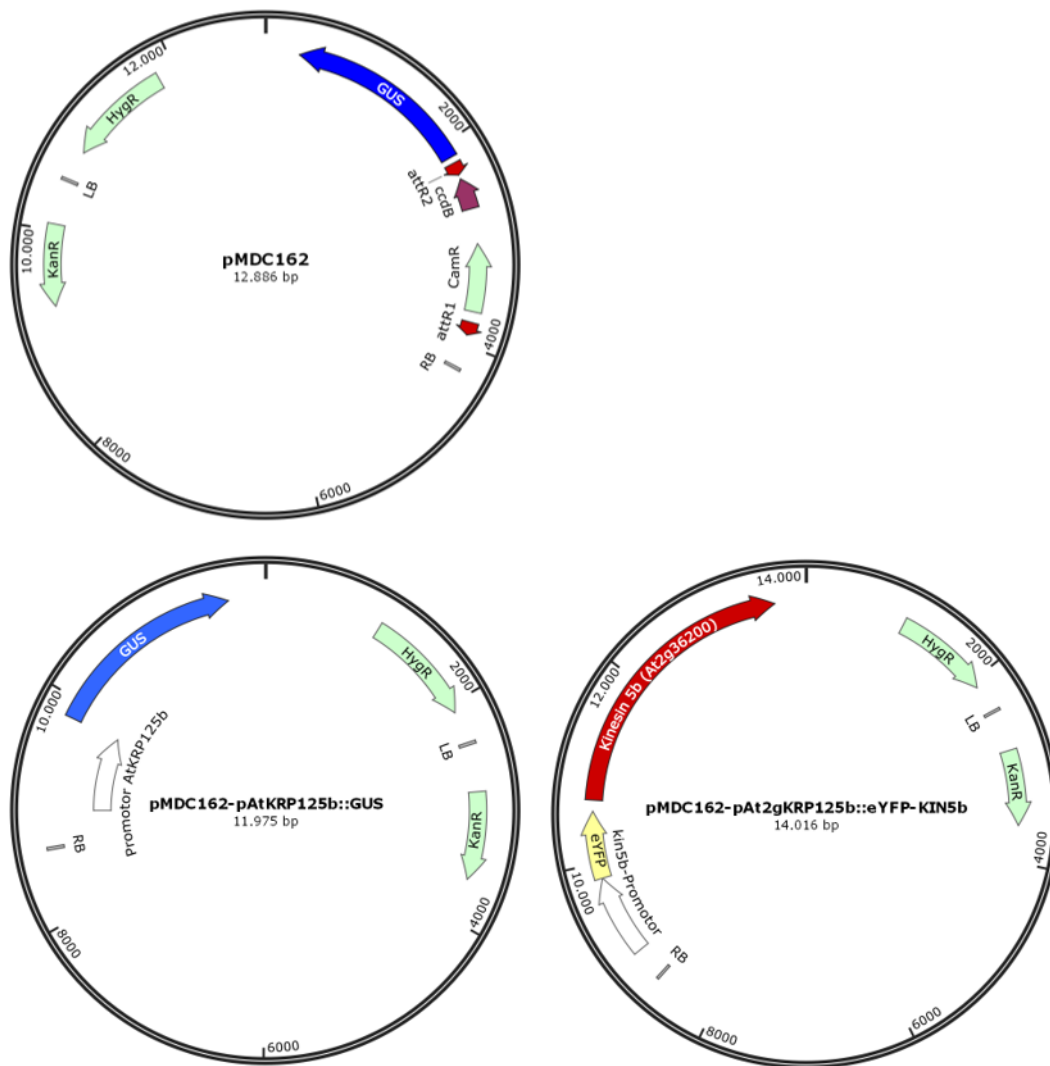 12.000
GUS
HygR
2000
attR2
ccdB
LB
10.000
KanR
pMDC162
12.886 bp
CamR
attR1
4000
RB
8000
6000
GUS
HygR
2000
10.000
Promotor AtKRP125b
LB
pMDC162-pAtKRP125b::GUS
11.975 bp
KanR
RB
8000
4000
6000
14.000
Kinesin 5b (At2g36200)
HygR
2000
12.000
LB
KanR
pMDC162-pAt2gKRP125b::eYFP-KIN5b
14.016 bp
eYFP
kin5b-Promotor
10.000
4000
RB
8000
6000